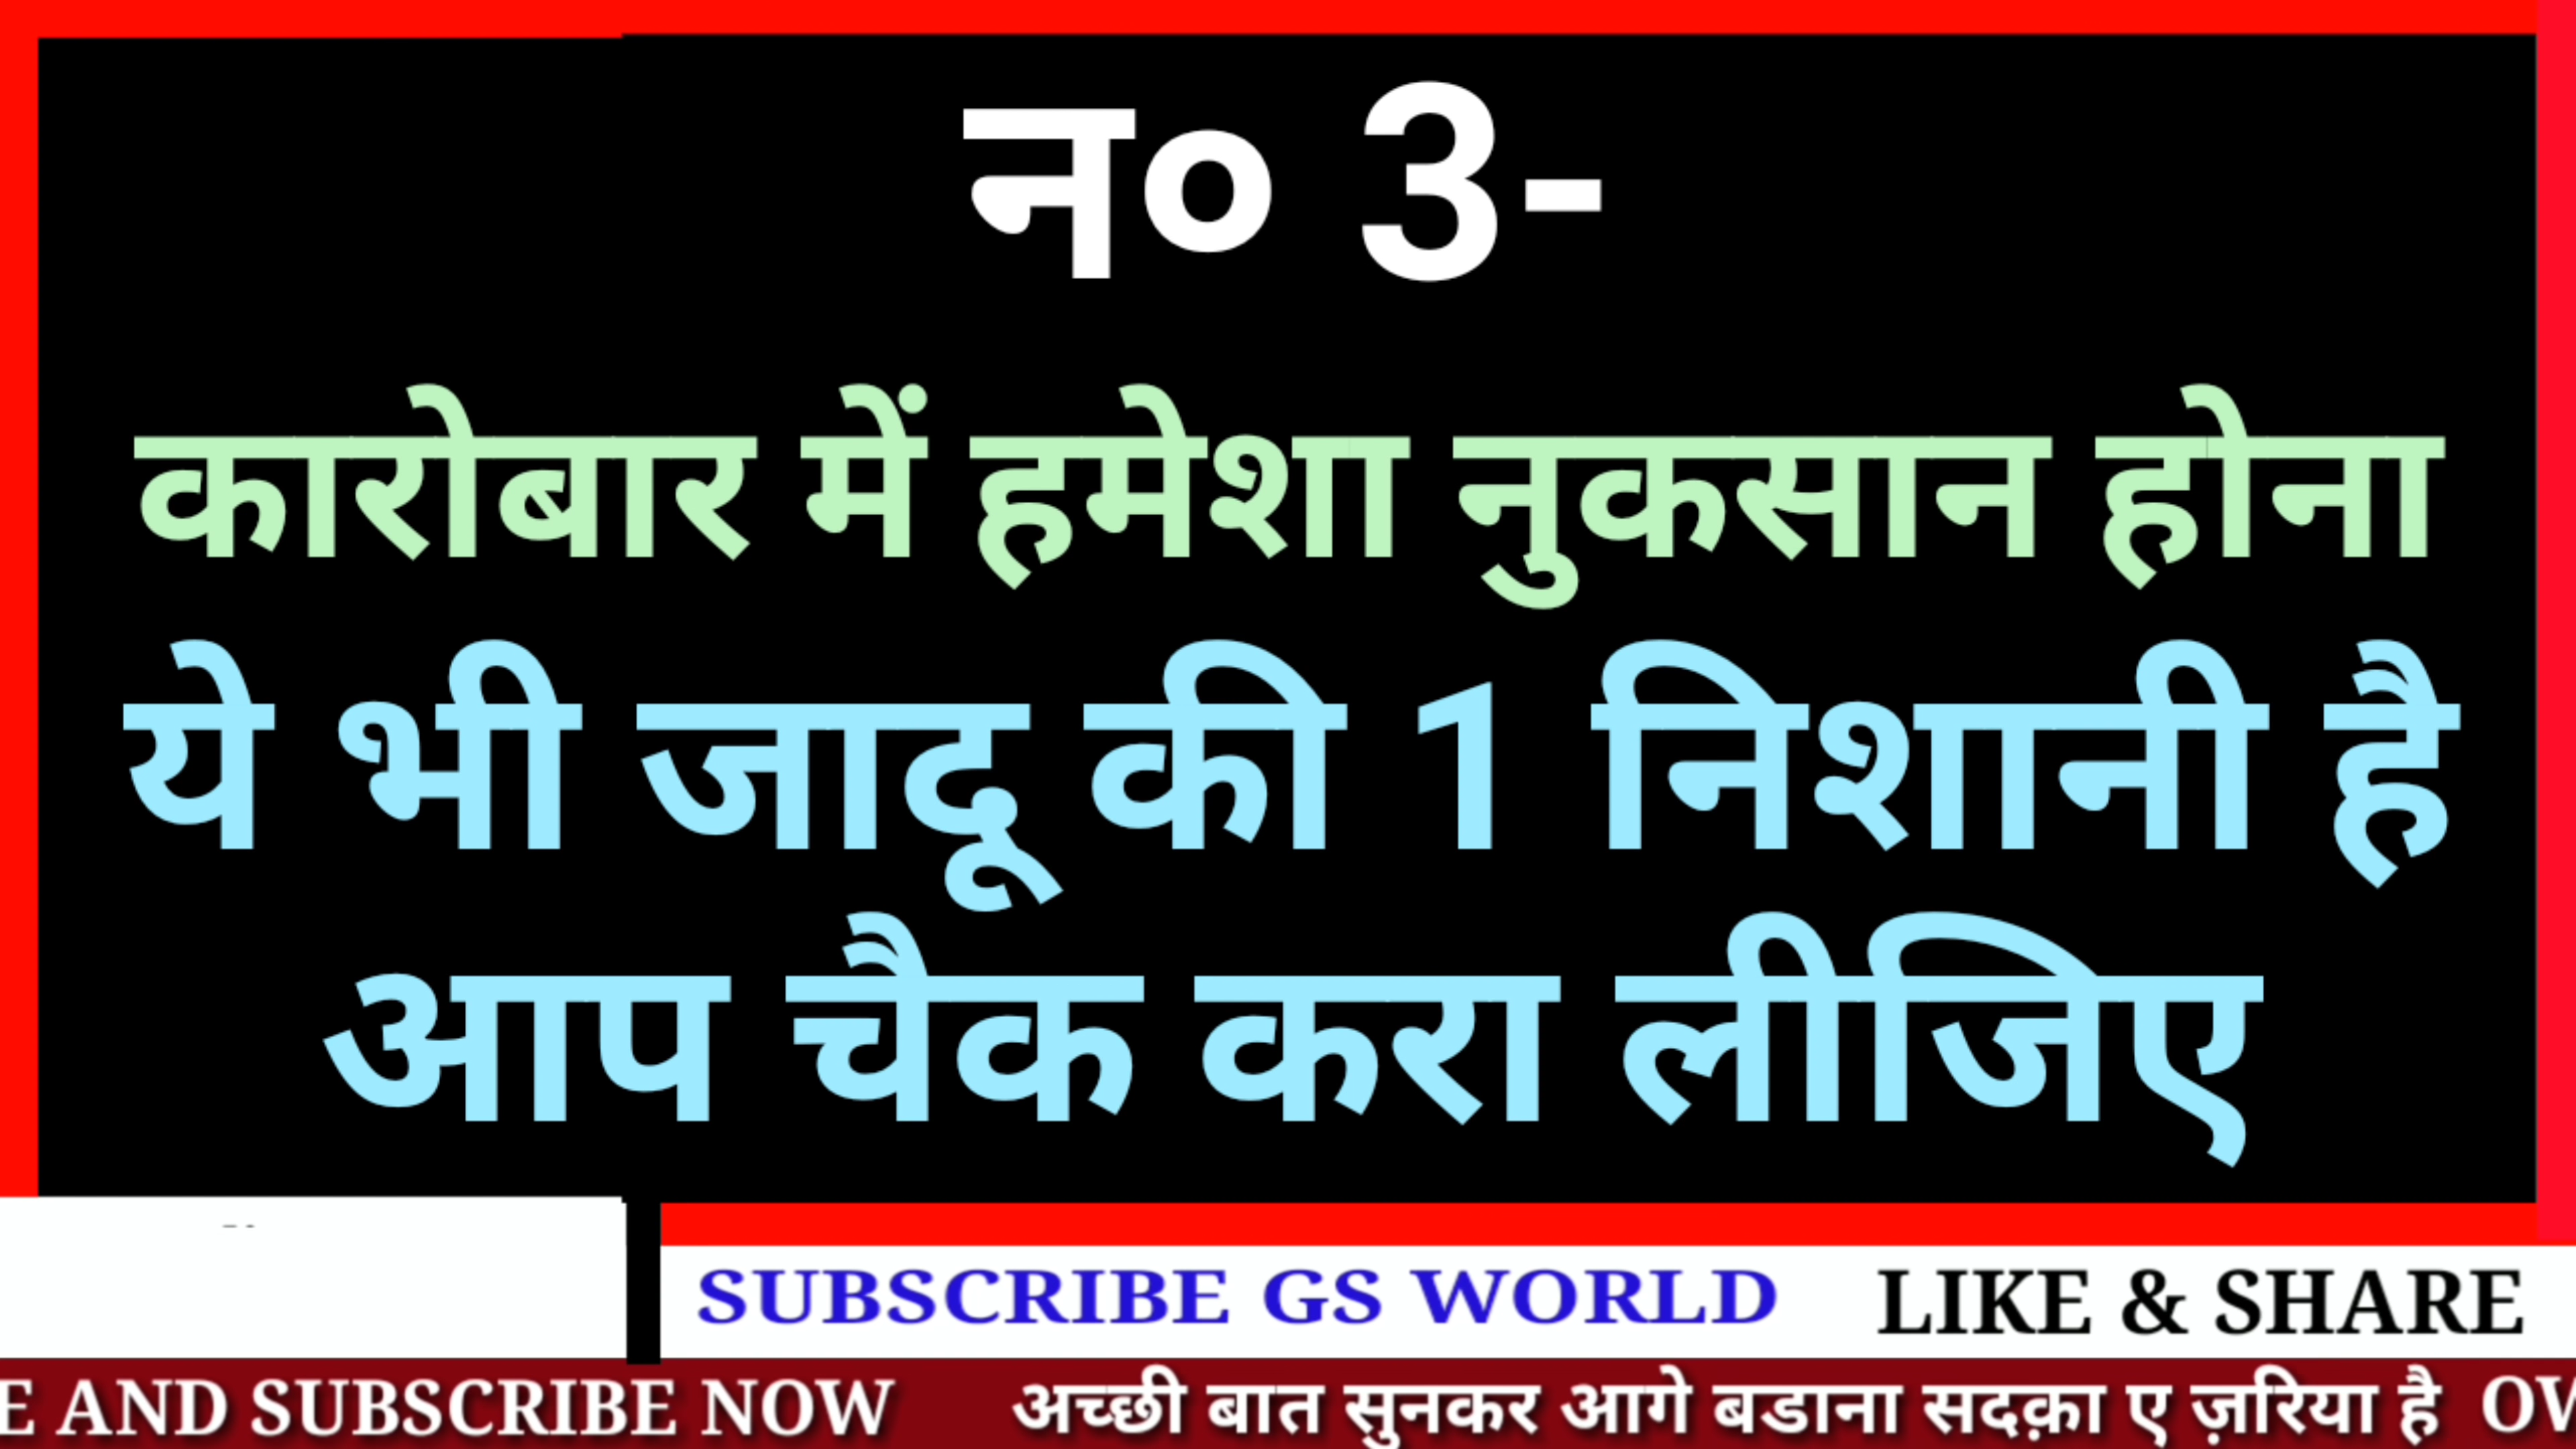 न० 3-
कारोबार में हमेशा नुकसान होना
ये भी जादू की 1 निशानी है
आप चैक करा लीजिए
SUBSCRIBE GS WORLD LIKE & SHARE
E AND SUBSCRIBE NOW अच्छी बात सुनकर आगे बडाना सदक़ा ए ज़रिया है